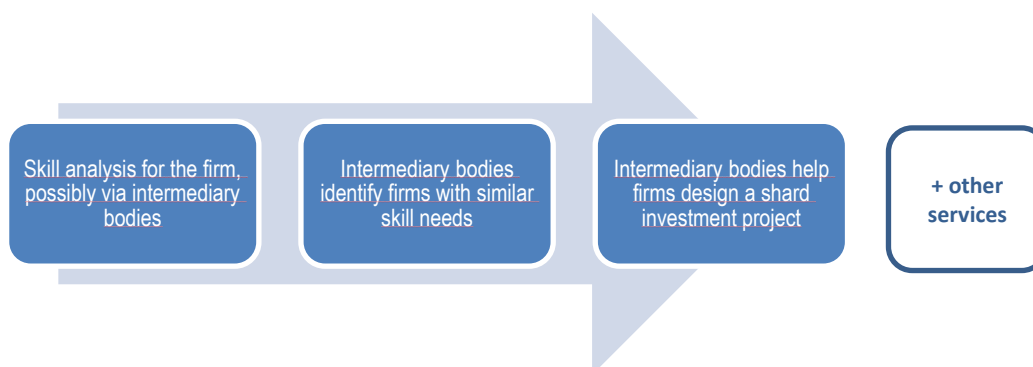 Skill analysis for the firm,
possibly via intermediary
bodies
Intermediary bodies
identify firms with similar
skill needs
Intermediary bodies help
firms design a shard
investment project
+ other
services